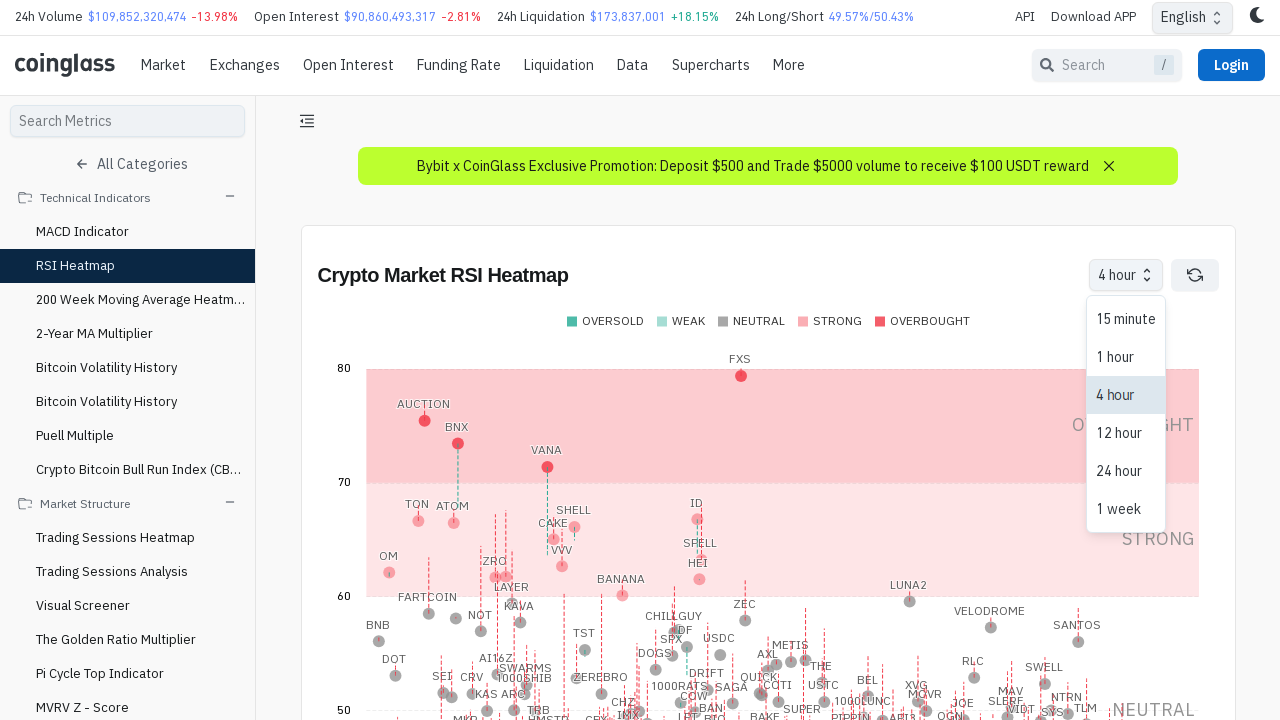 24h Volume $109,852,320,474 -13.98% Open Interest $90,860,493,317 -2.81% 24h Liquidation $173,837,001 +18.15% 24h Long/Short 49.57%/50.43% API Download APP English
coinglass Market Exchanges Open Interest Funding Rate Liquidation Data Supercharts More Search / Login
Search Metrics
All Categories
Technical Indicators
MACD Indicator
RSI Heatmap
200 Week Moving Average Heatm...
2-Year MA Multiplier
Bitcoin Volatility History
Bitcoin Volatility History
Puell Multiple
Crypto Bitcoin Bull Run Index (CB...
Market Structure
Trading Sessions Heatmap
Trading Sessions Analysis
Visual Screener
The Golden Ratio Multiplier
Pi Cycle Top Indicator
MVRV Z - Score
Bybit x CoinGlass Exclusive Promotion: Deposit $500 and Trade $5000 volume to receive $100 USDT reward
Crypto Market RSI Heatmap
4 hour
15 minute
1 hour
4 hour
12 hour
24 hour
1 week
OVERSOLD WEAK NEUTRAL STRONG OVERBOUGHT
80
FXS
AUCTION
BNX
VANA
70
TON
ATOM
SHELL
ID
CAKE
STRONG
SPELL
VVV
OM
ZRO
HEI
BANANA
LAYER
LUNA2
60
FARTCOIN
KAVA
ZEC
VELODROME
NOT
CHILLGUY
BNB
SANTOS
TST
SPX
USDC
METIS
DOGS
AXL
DOT
AI16Z
RLC
THE
SWELL
SWARMS
SEI
CRV
1000SHIB
ZEREBRO
DRIFT
QUICK
BEL
1000RATS
SAGA
COTI
USTC
XVG
MAV
KAS
ARC
COW
MOVR
NTRN
CHZ
1000LUNC
JOE
SLERF
50
TRB
BAN
SUPER
TLM
NEUTRAL